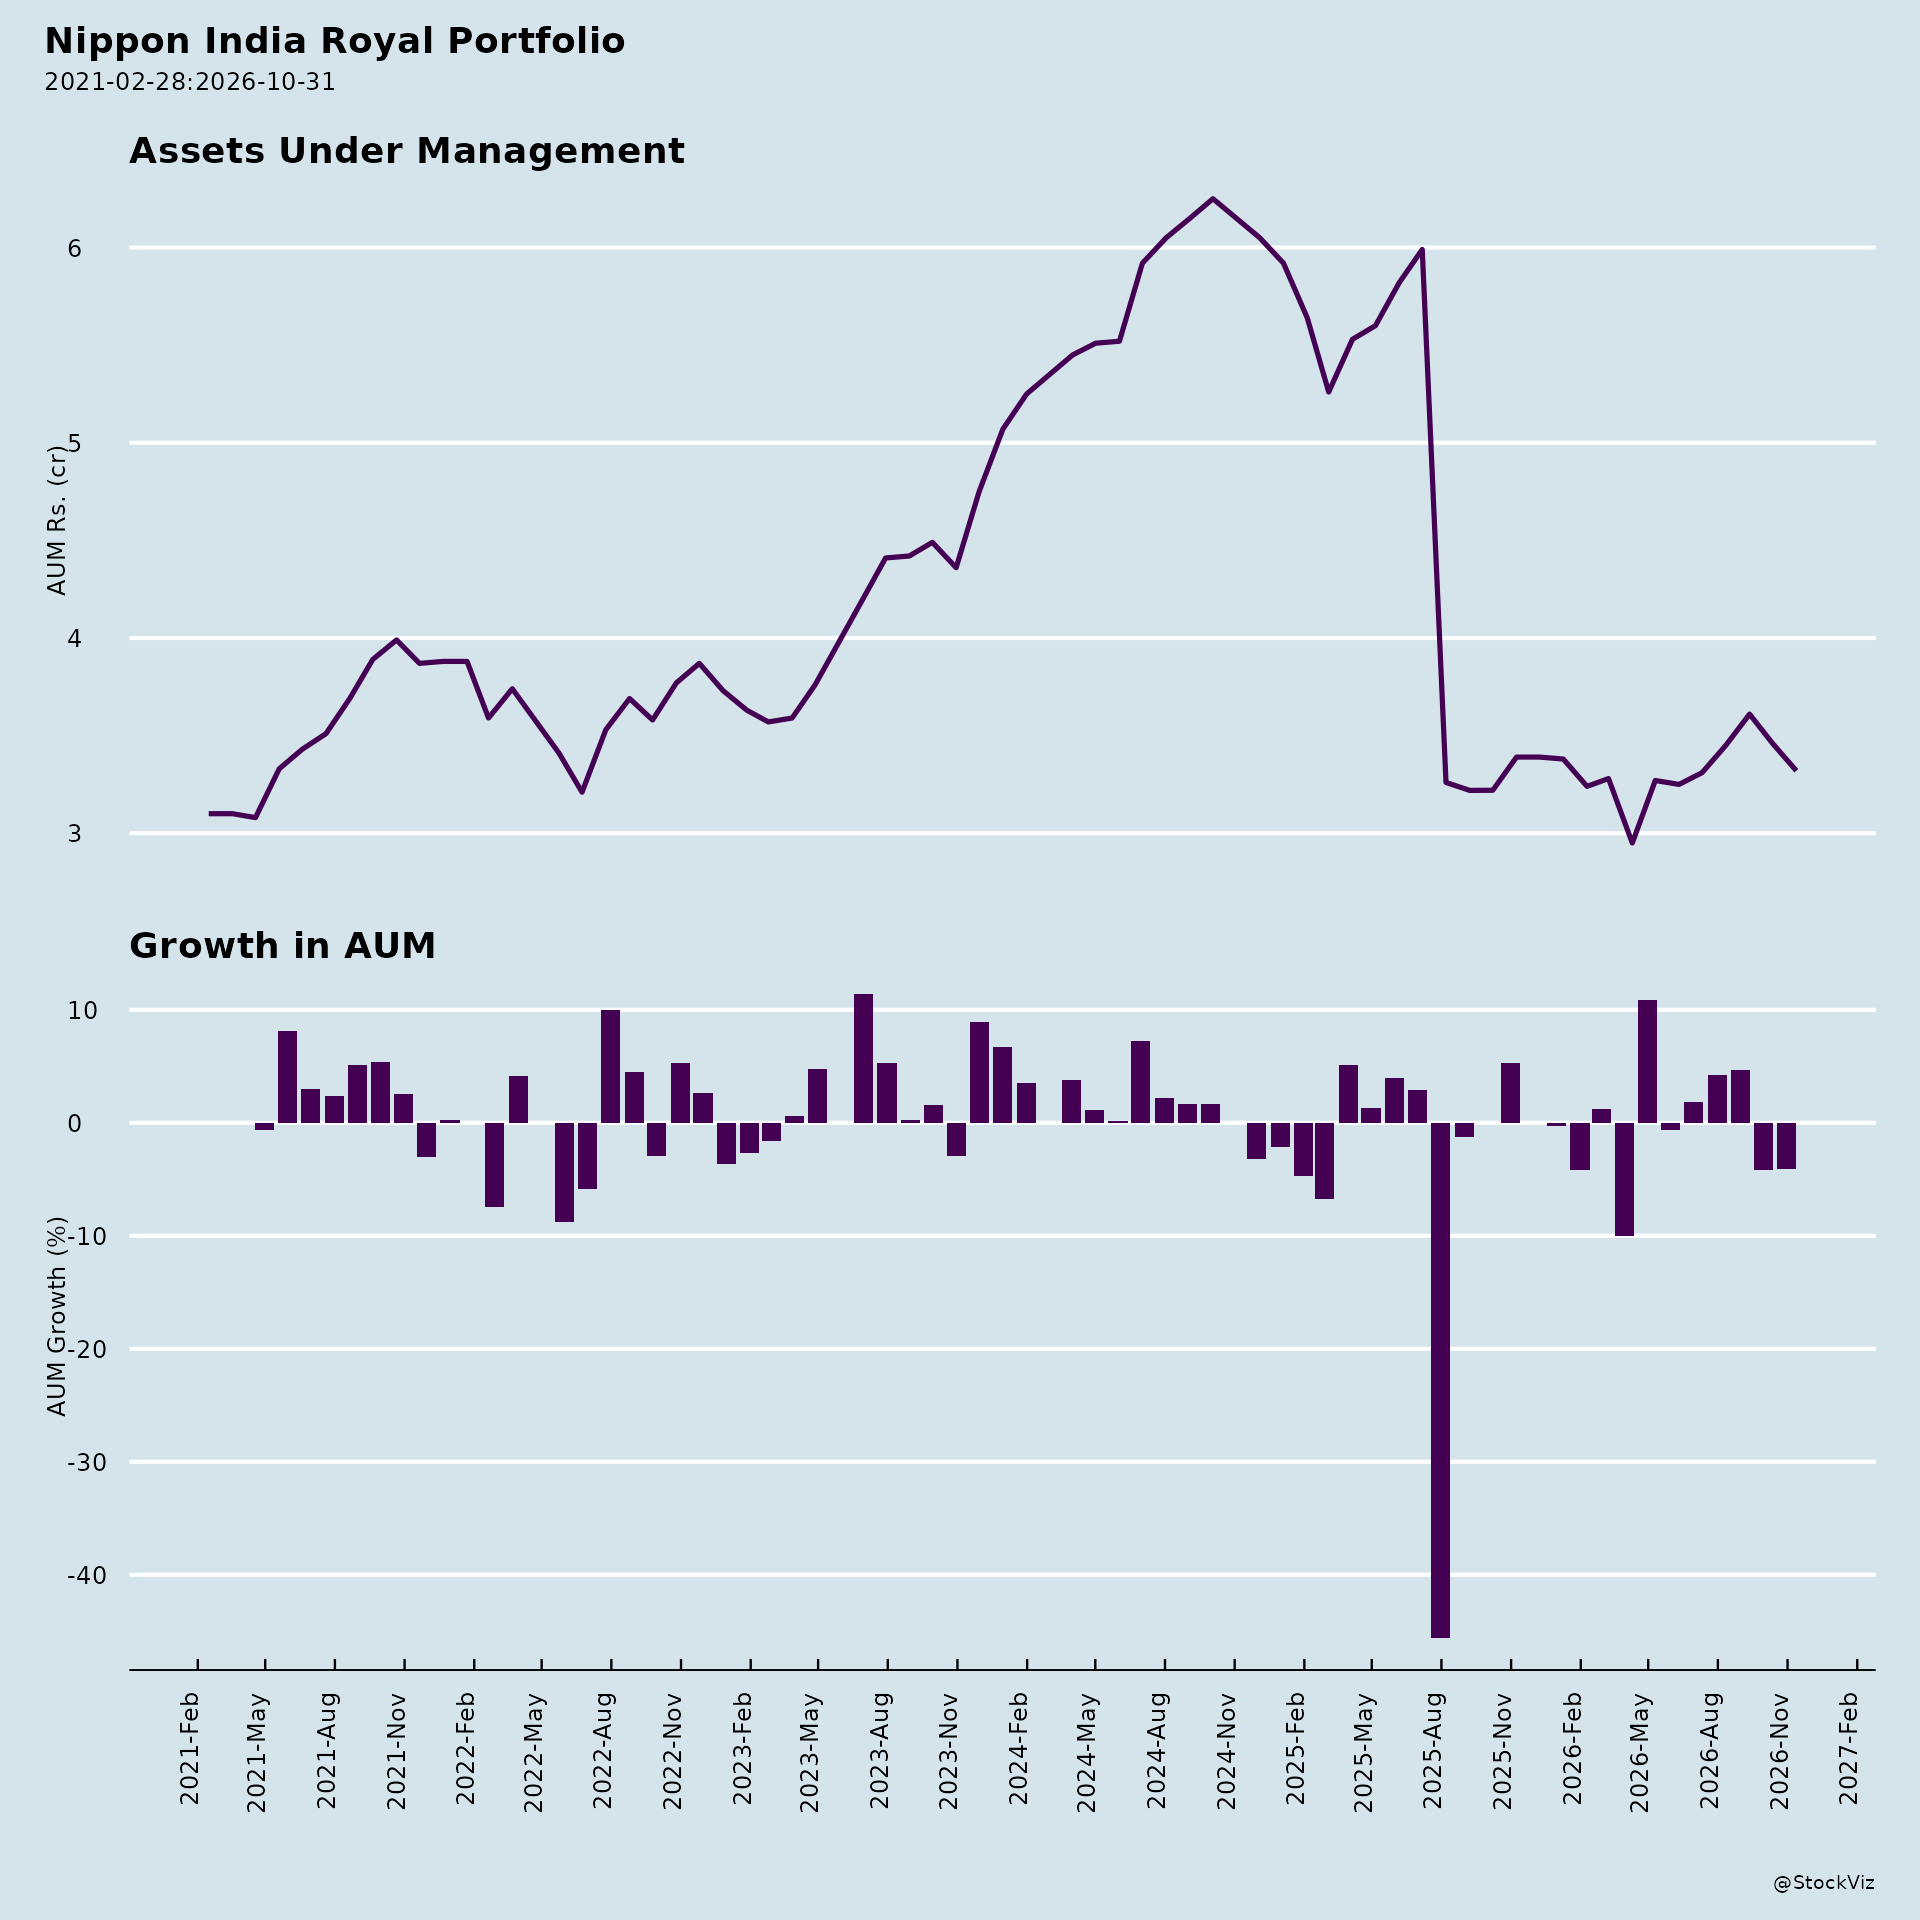 Nippon India Royal Portfolio
2021-02-28:2026-10-31
Assets Under Management
AUM Rs. (cr)
6
5
4
3
Growth in AUM
AUM Growth (%)
10
0
-10
-20
-30
-40
2021-Feb
2021-May
2021-Aug
2021-Nov
2022-Feb
2022-May
2022-Aug
2022-Nov
2023-Feb
2023-May
2023-Aug
2023-Nov
2024-Feb
2024-May
2024-Aug
2024-Nov
2025-Feb
2025-May
2025-Aug
2025-Nov
2026-Feb
2026-May
2026-Aug
2026-Nov
2027-Feb
@StockViz